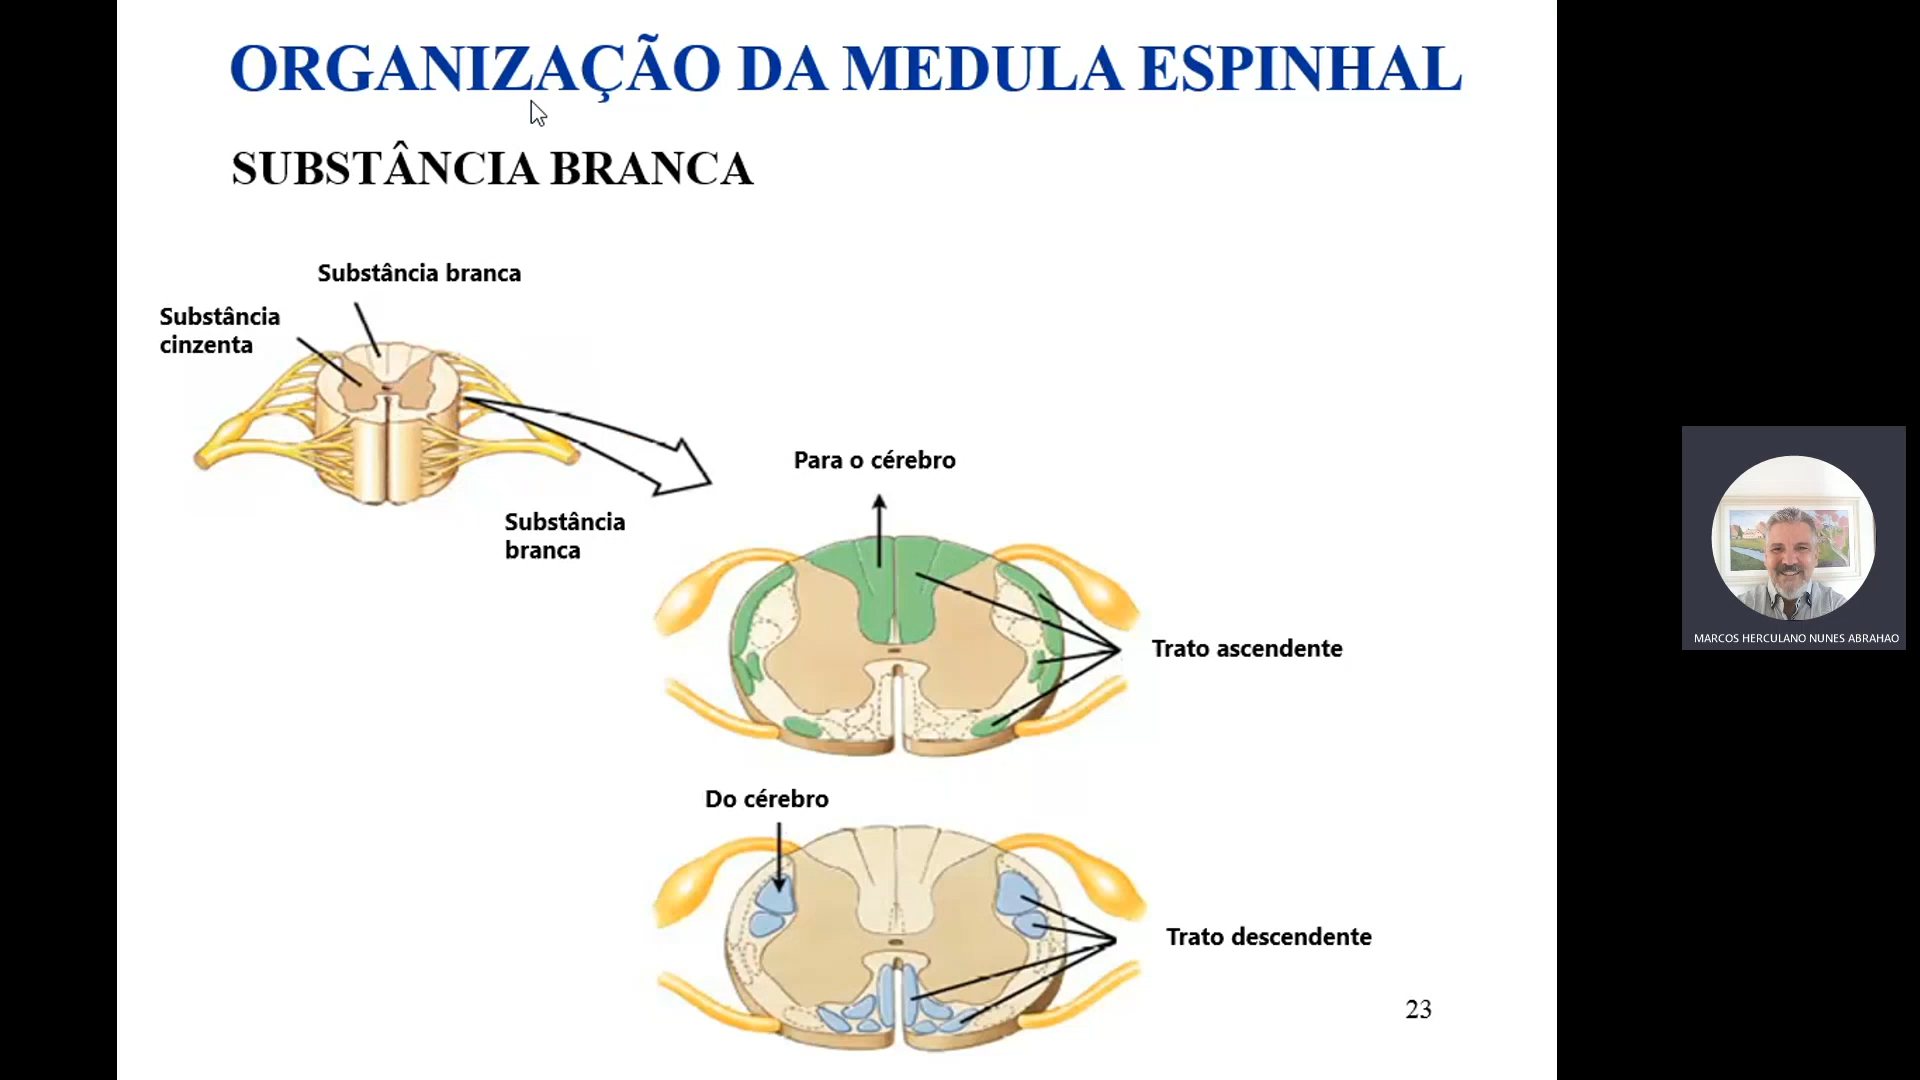 ORGANIZAÇÃO DA MEDULA ESPINHAL
SUBSTÂNCIA BRANCA
Substância branca
Substância
cinzenta
Para o cérebro
Substância
branca
Trato ascendente
MARCOS HERCULANO NUNES ABRAHAO
Do cérebro
Trato descendente
23